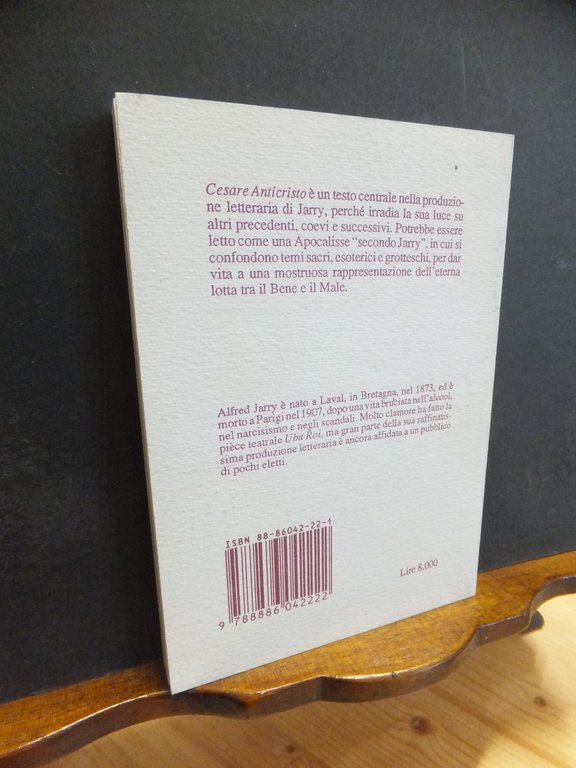 Cesare Anticristo è un testo centrale nella produzio-
ne letteraria di Jarry, perché irradia la sua luce su
altri precedenti, coevi e successivi. Potrebbe essere
letto come una Apocalisse "secondo Jarry", in cui si
confondono temi sacri, esoterici e grotteschi, per dar
vita a una mostruosa rappresentazione dell'eterna
lotta tra il Bene e il Male.
Alfred Jarry è nato a Laval, in Bretagna, nel 1873, ed è
morto a Parigi nel 1907, dopo una vita bruciata nell'alcool,
nel narcisismo e negli scandali. Molto clamore ha fatto la
pièce teatrale Ubu Roi, ma gran parte della sua raffinatis-
sima produzione letteraria è ancora affidata a un pubblico
di pochi eletti.
ISBN 88-86042-22-1
9 788886 042222
Lire 8.000